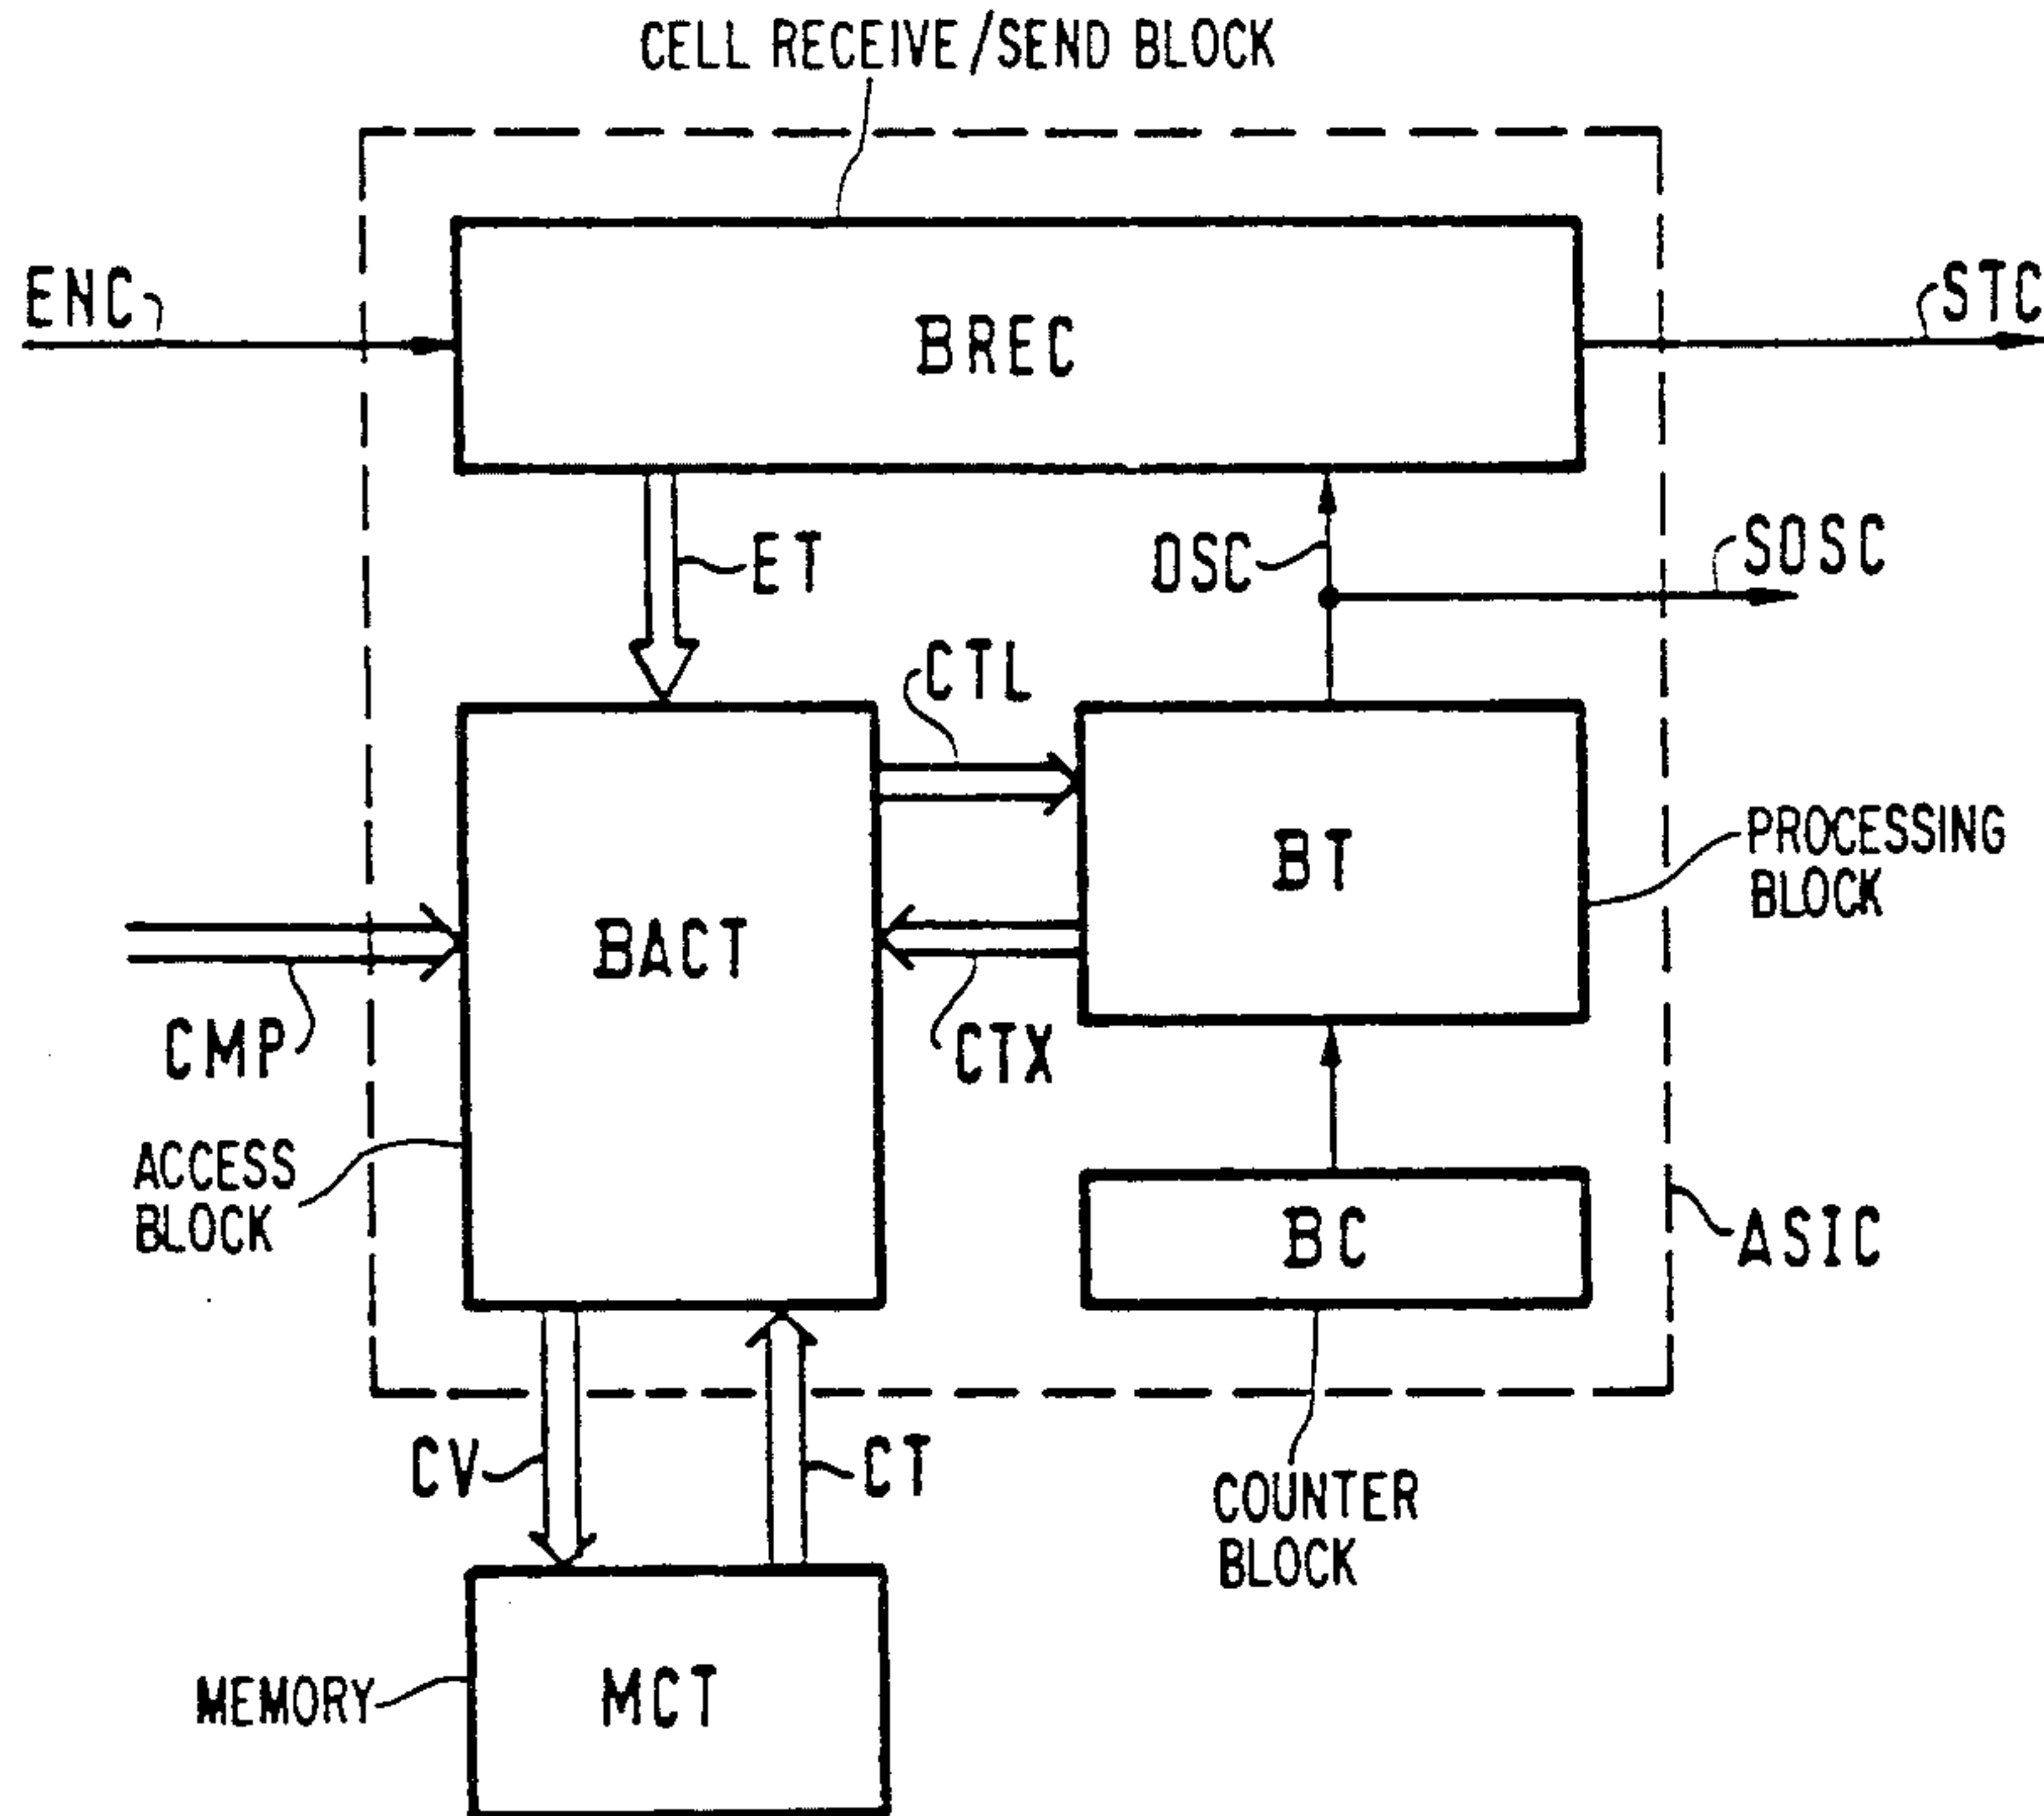 CELL RECEIVE/SEND BLOCK
ENC
STC
BREC
ET
OSC
SOSC
CTL
BT
PROCESSING
BLOCK
BACT
CMP
CTX
ACCESS
BLOCK
BC
ASIC
CV
CT
COUNTER
BLOCK
MEMORY
MCT